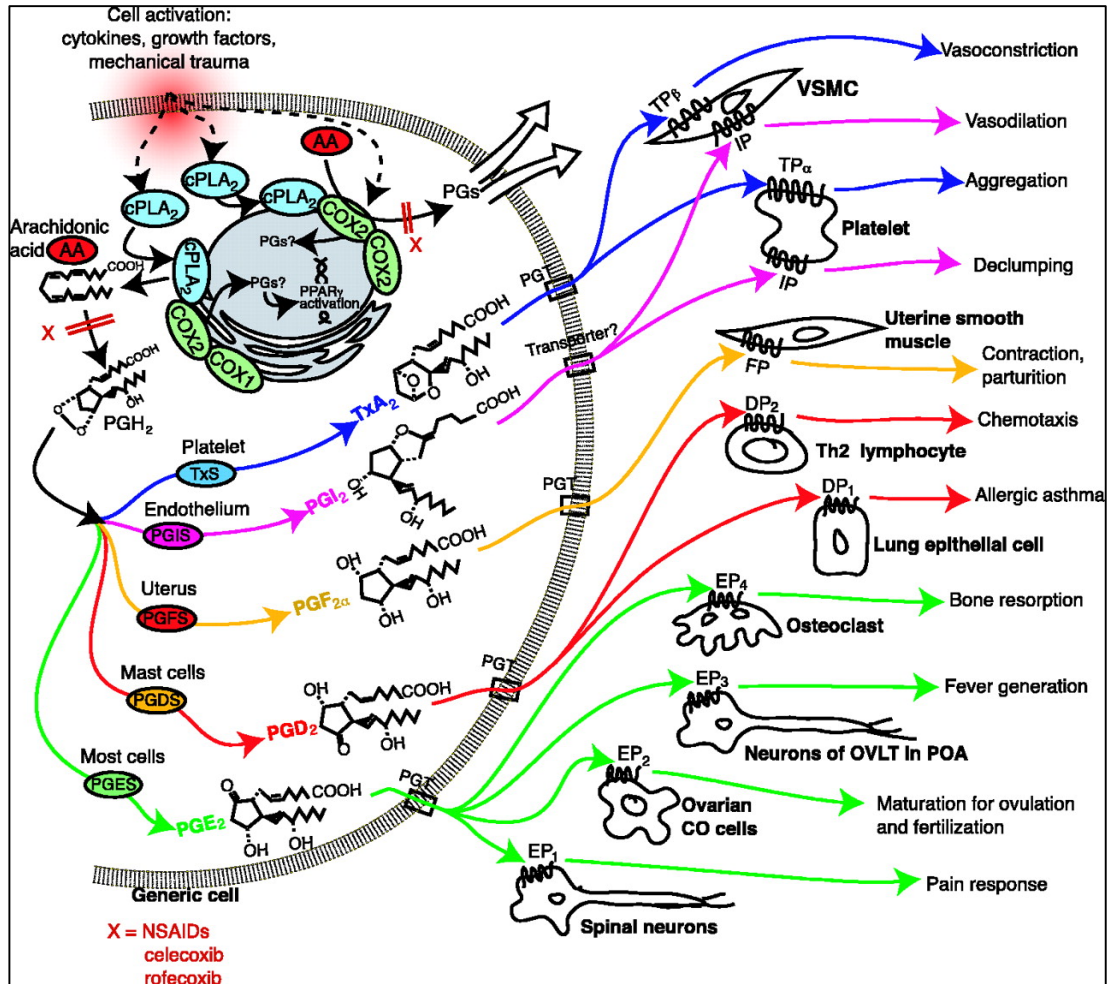 Cell activation:
cytokines, growth factors,
mechanical trauma
AA
cPLA2
cPLA2
cPLA2
COX2
COX2
PGs
X
Arachidonic
acid
AA
COOH
cPLA2
PGs?
PGs?
PPARγ
activation
COX2
COX1
X
COOH
OH
PGH2
Platelet
TxS
Endothelium
PGIS
Uterus
PGFS
Mast cells
PGDS
Most cells
PGES
TxA2
COOH
OH
PGI2
COOH
OH
OH
PGF2α
OH
COOH
OH
OH
PGD2
OH
COOH
O
OH
PGE2
O
COOH
OH
OH
PGT
Transporter?
PGT
PGT
PGT
Generic cell
X = NSAIDs
celecoxib
rofecoxib
TPβ
VSMC
IP
Vasoconstriction
Vasodilation
TPα
Platelet
IP
Aggregation
Declumping
Uterine smooth
muscle
FP
Contraction,
parturition
DP2
Th2 lymphocyte
Chemotaxis
DP1
Lung epithelial cell
Allergic asthma
EP4
Osteoclast
Bone resorption
EP3
Neurons of OVLT in POA
Fever generation
EP2
Ovarian
CO cells
Maturation for ovulation
and fertilization
EP1
Spinal neurons
Pain response